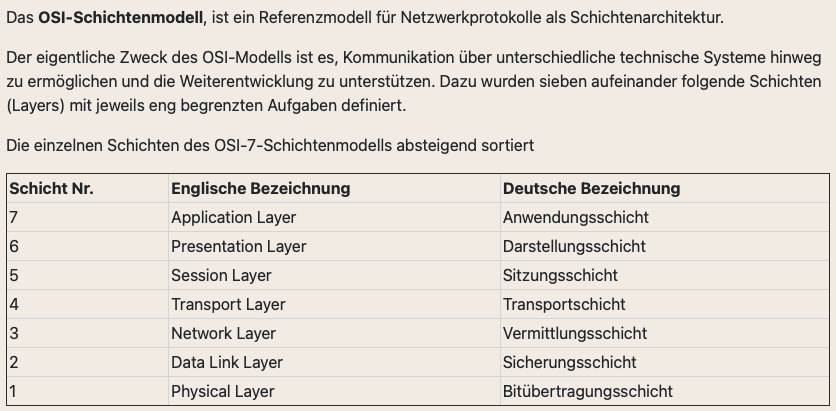 Das OSI-Schichtenmodell, ist ein Referenzmodell für Netzwerkprotokolle als Schichtenarchitektur.
Der eigentliche Zweck des OSI-Modells ist es, Kommunikation über unterschiedliche technische Systeme hinweg
zu ermöglichen und die Weiterentwicklung zu unterstützen. Dazu wurden sieben aufeinander folgende Schichten
(Layers) mit jeweils eng begrenzten Aufgaben definiert.
Die einzelnen Schichten des OSI-7-Schichtenmodells absteigend sortiert
Schicht Nr. Englische Bezeichnung Deutsche Bezeichnung
7 Application Layer Anwendungsschicht
6 Presentation Layer Darstellungsschicht
5 Session Layer Sitzungsschicht
4 Transport Layer Transportschicht
3 Network Layer Vermittlungsschicht
2 Data Link Layer Sicherungsschicht
1 Physical Layer Bitübertragungsschicht